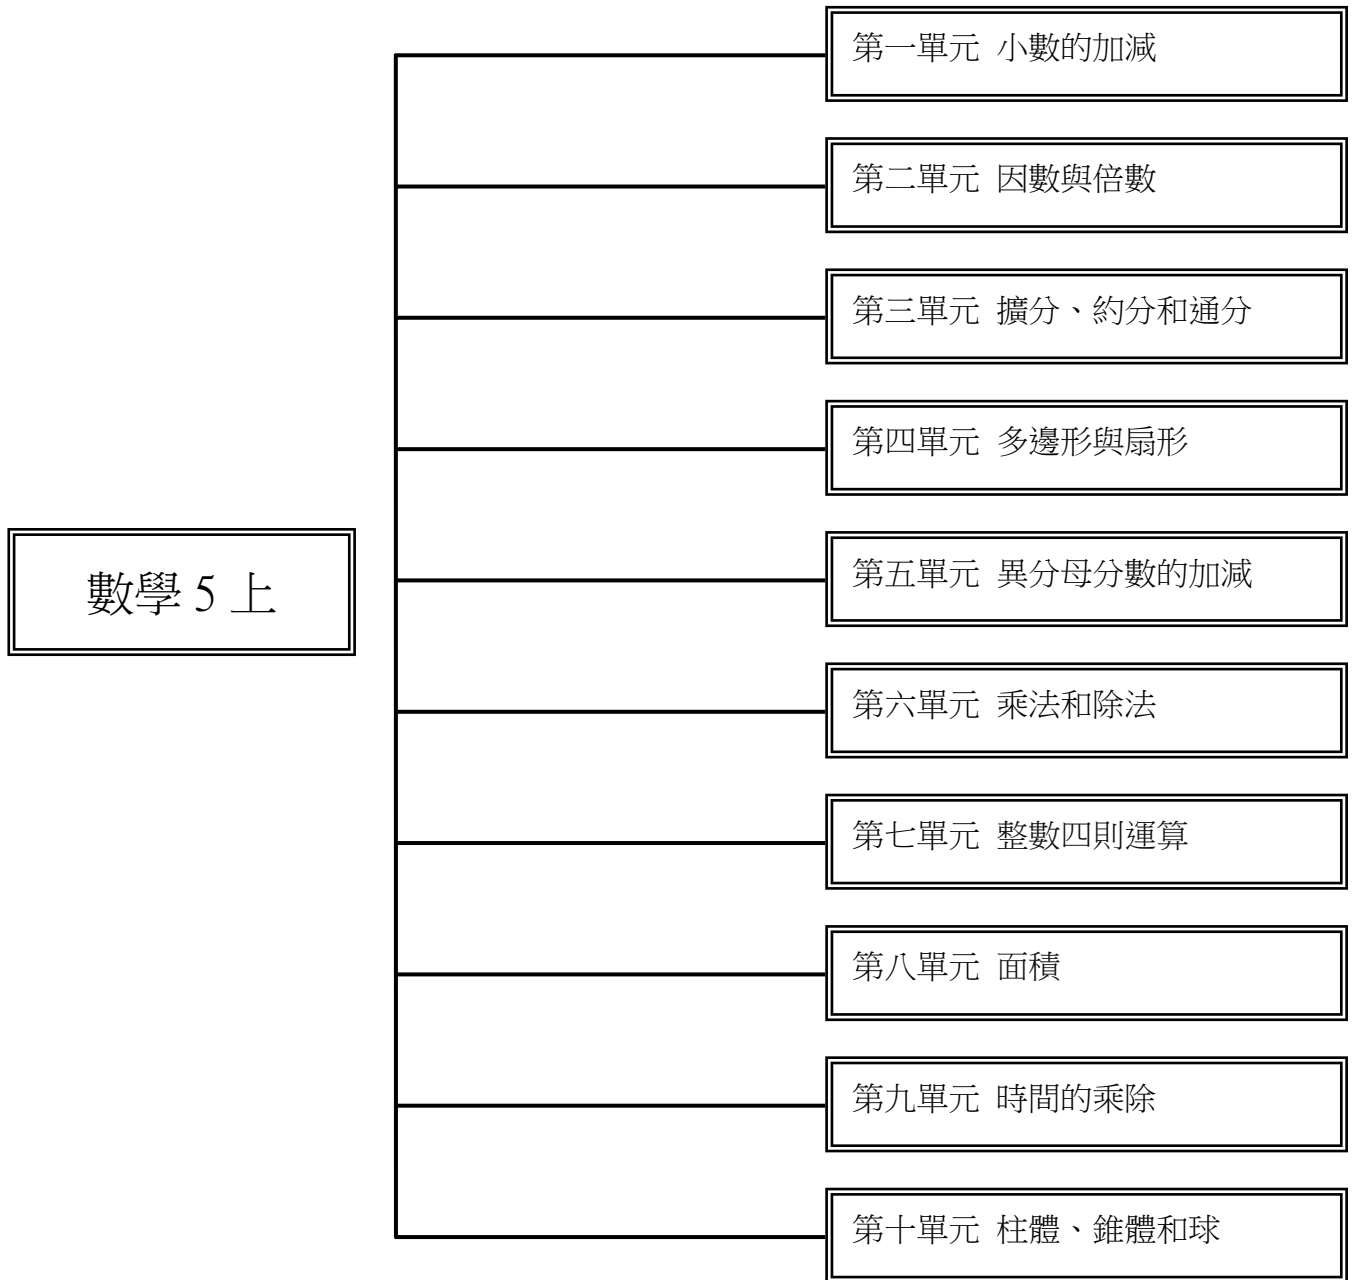 第一單元 小數的加減
第二單元 因數與倍數
第三單元 擴分、約分和通分
第四單元 多邊形與扇形
數學 5 上
第五單元 異分母分數的加減
第六單元 乘法和除法
第七單元 整數四則運算
第八單元 面積
第九單元 時間的乘除
第十單元 柱體、錐體和球